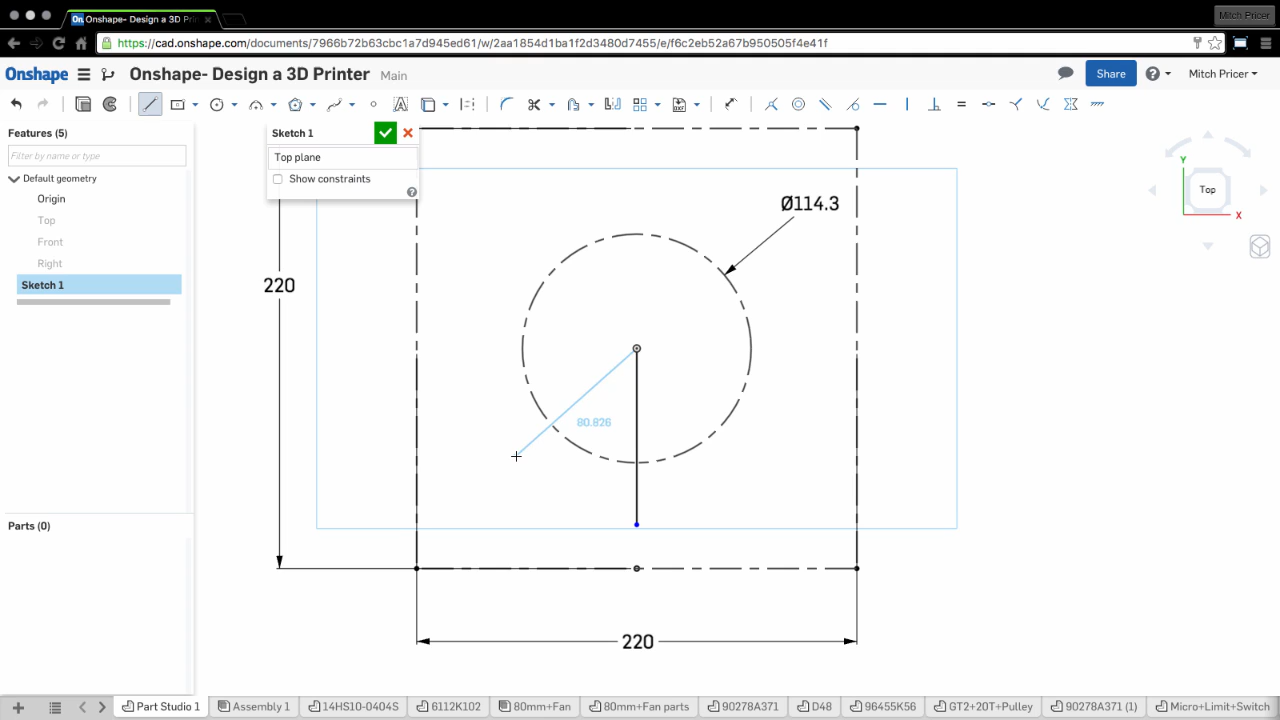 Mitch Pricer
Onshape- Design a 3D Prin
https://cad.onshape.com/documents/7966b72b63cbc1a7d945ed61/w/2aa1854d1ba1f2d3480d7455/e/f6c2eb52a67b950505f4e41f
Onshape Onshape- Design a 3D Printer Main Share Mitch Pricer
Features (5)
Filter by name or type
Default geometry
Origin
Top
Front
Right
Sketch 1
Parts (0)
Sketch 1
Top plane
Show constraints
Ø114.3
220
80.826
220
Y
Top
X
Part Studio 1 Assembly 1 14HS10-0404S 6112K102 80mm+Fan 80mm+Fan parts 90278A371 D48 96455K56 GT2+20T+Pulley 90278A371 (1) Micro+Limit+Switch